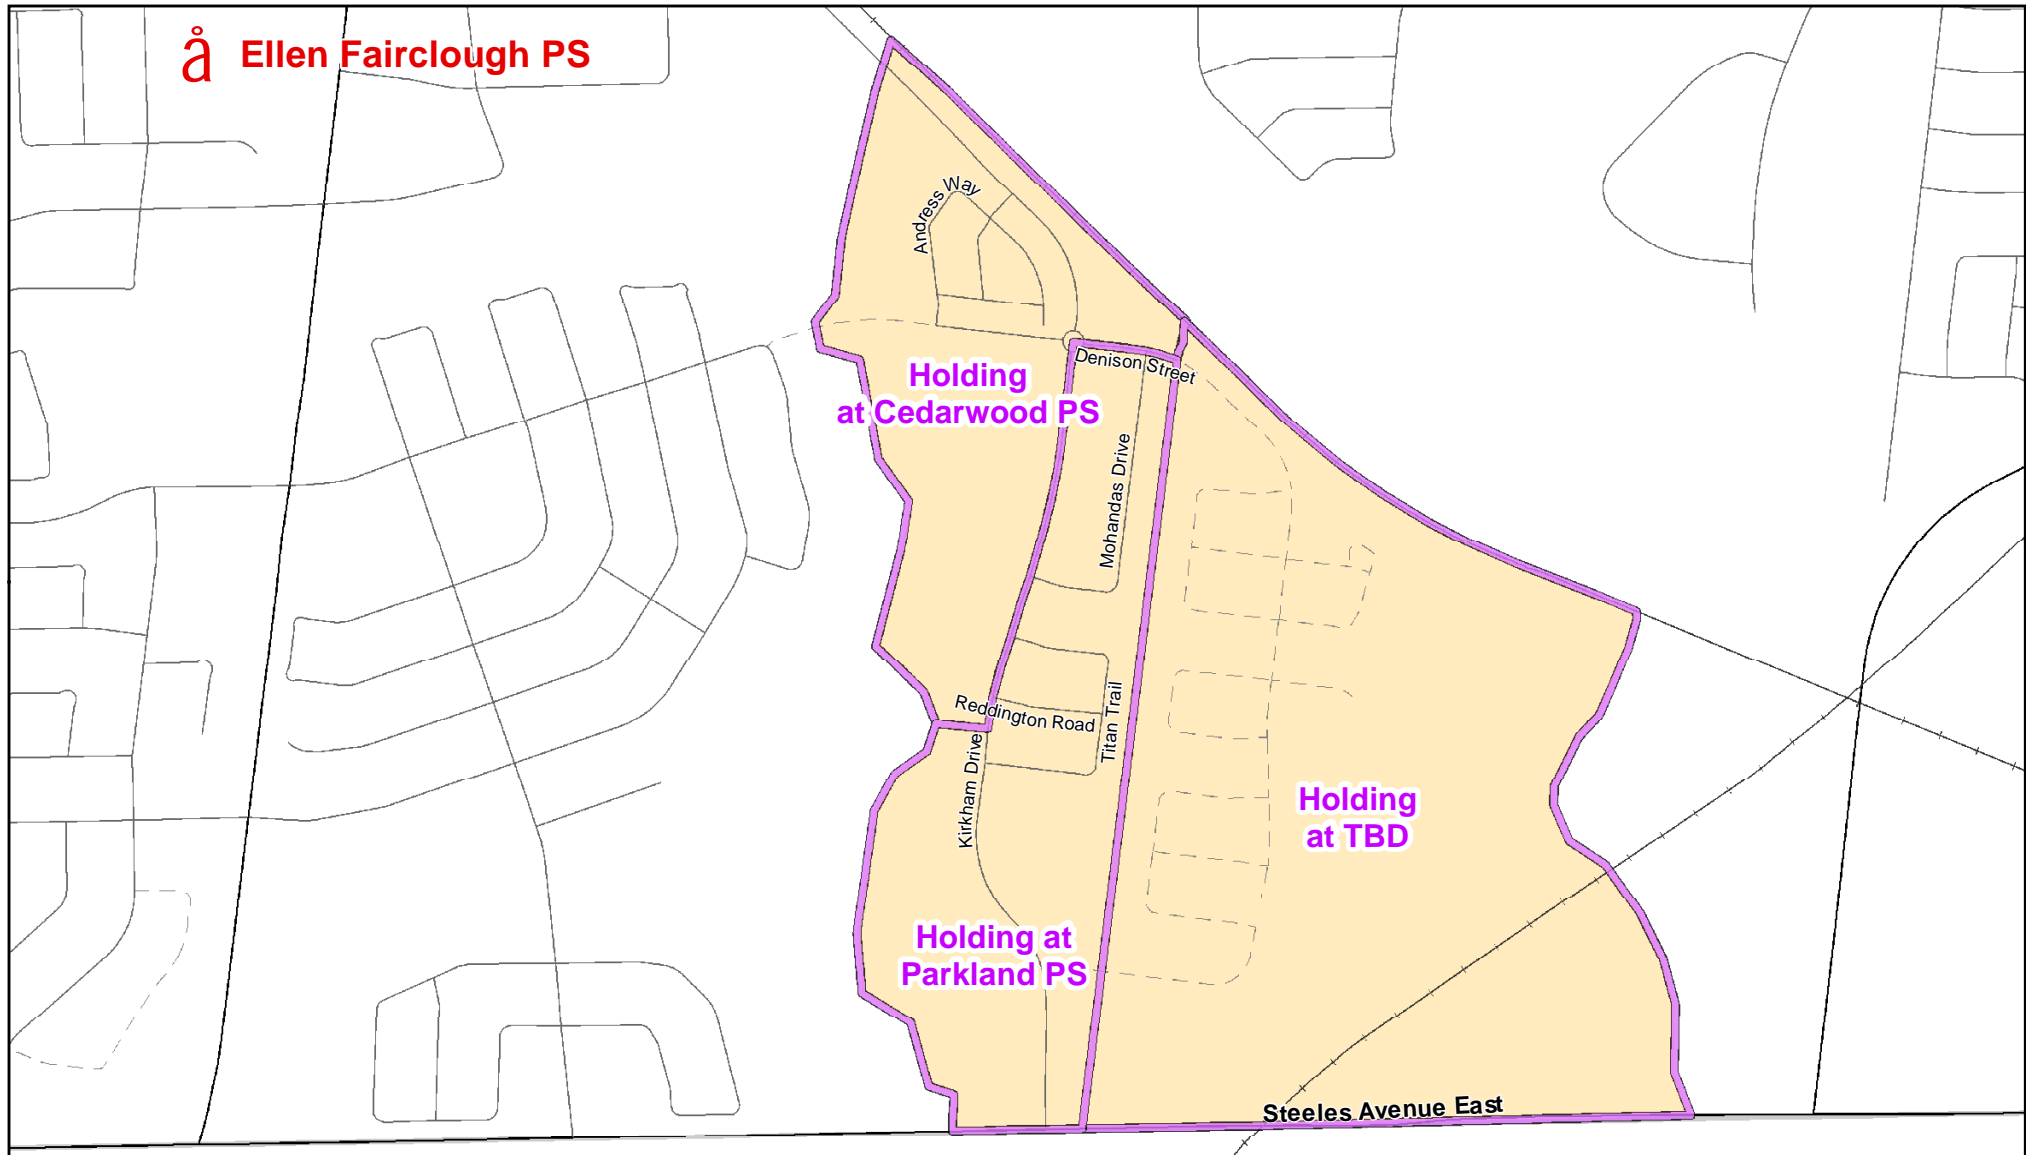 å Ellen Fairclough PS
Andress Way
Denison Street
Holding
at Cedarwood PS
Mohandas Drive
Reddington Road
Titan Trail
Kirkham Drive
Holding
at TBD
Holding at
Parkland PS
Steeles Avenue East